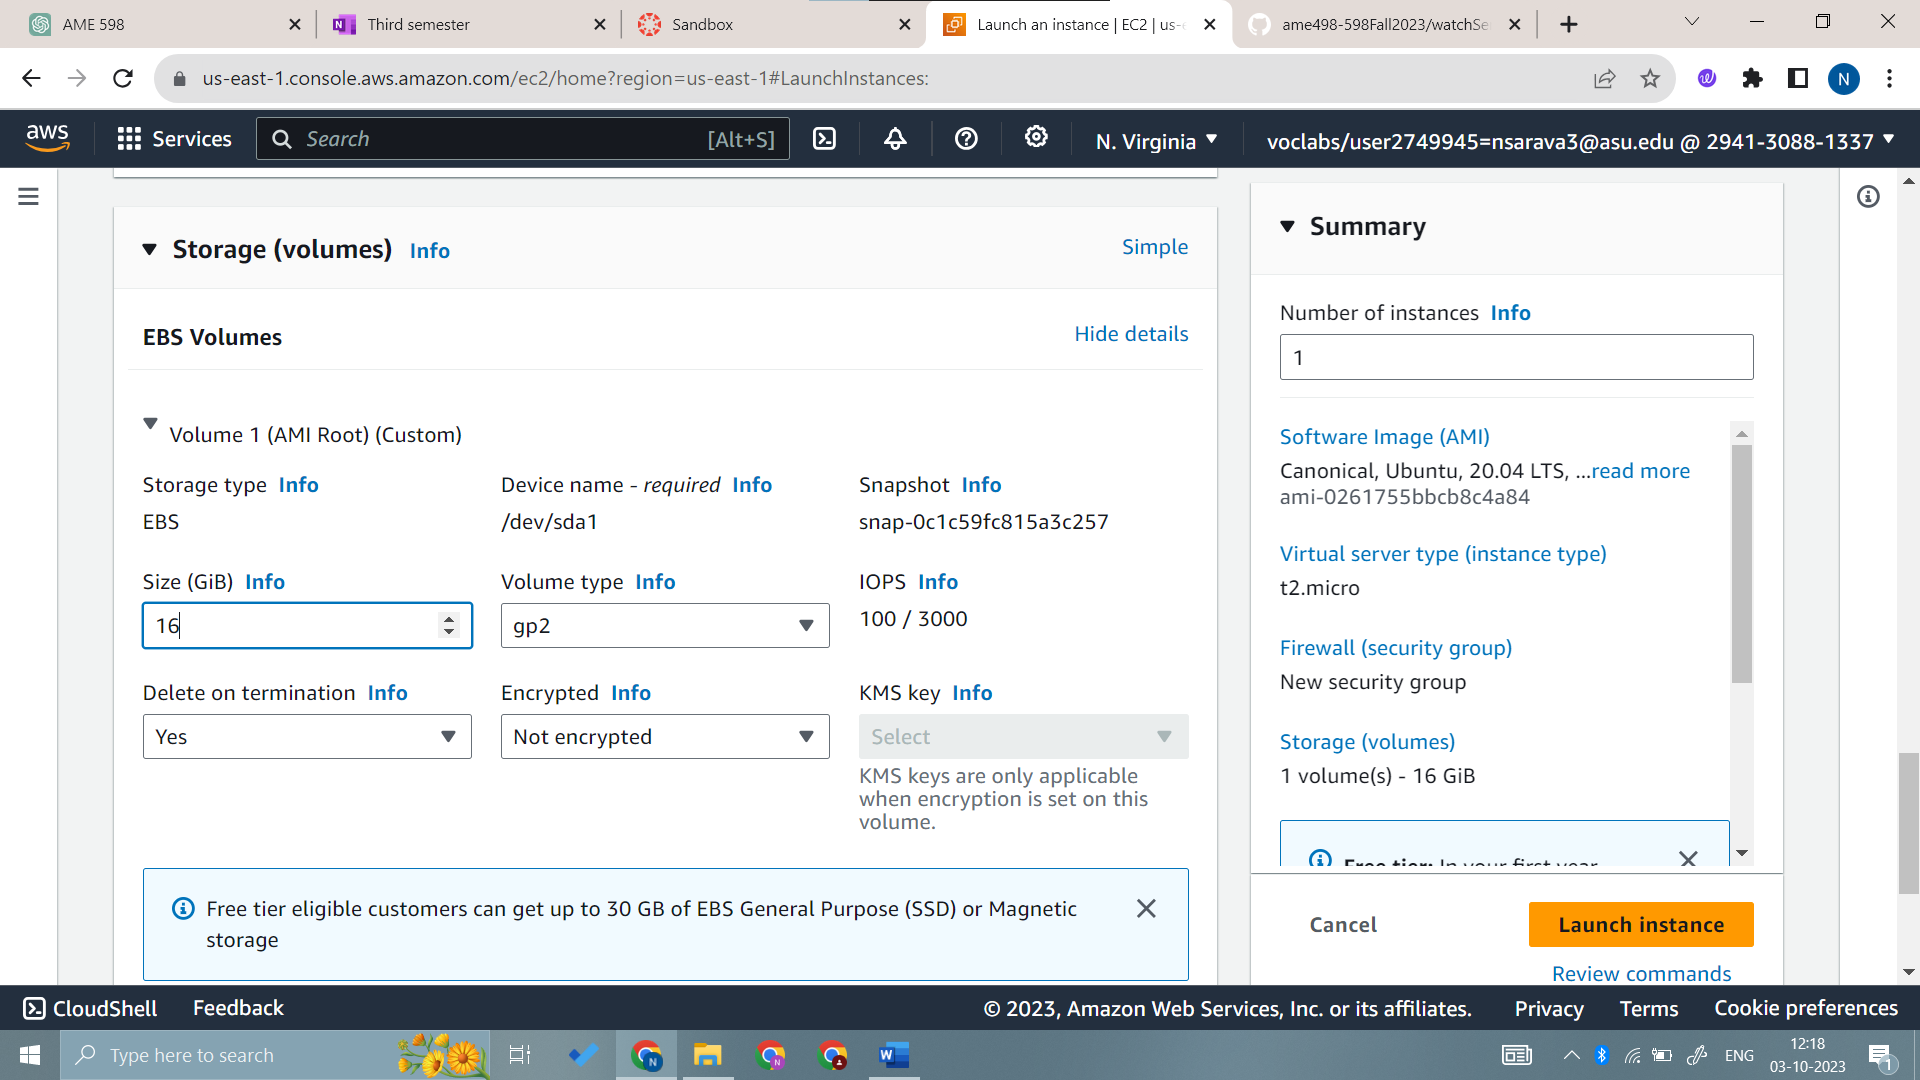 AME 598
Third semester
Sandbox
Launch an instance | EC2 | us-e
ame498-598Fall2023/watchSe
us-east-1.console.aws.amazon.com/ec2/home?region=us-east-1#LaunchInstances:
N
aws
Services
Search
[Alt+S]
N. Virginia
voclabs/user2749945=nsarava3@asu.edu @ 2941-3088-1337
Storage (volumes) Info
Simple
EBS Volumes
Hide details
Volume 1 (AMI Root) (Custom)
Storage type Info
Device name - required Info
Snapshot Info
EBS
/dev/sda1
snap-0c1c59fc815a3c257
Size (GiB) Info
Volume type Info
IOPS Info
16
gp2
100 / 3000
Delete on termination Info
Encrypted Info
KMS key Info
Yes
Not encrypted
Select
KMS keys are only applicable
when encryption is set on this
volume.
Free tier eligible customers can get up to 30 GB of EBS General Purpose (SSD) or Magnetic
storage
Summary
Number of instances Info
1
Software Image (AMI)
Canonical, Ubuntu, 20.04 LTS, ...read more
ami-0261755bbcb8c4a84
Virtual server type (instance type)
t2.micro
Firewall (security group)
New security group
Storage (volumes)
1 volume(s) - 16 GiB
Free tier: In your first year
Cancel
Launch instance
Review commands
CloudShell
Feedback
© 2023, Amazon Web Services, Inc. or its affiliates.
Privacy
Terms
Cookie preferences
Type here to search
ENG
12:18
03-10-2023
1